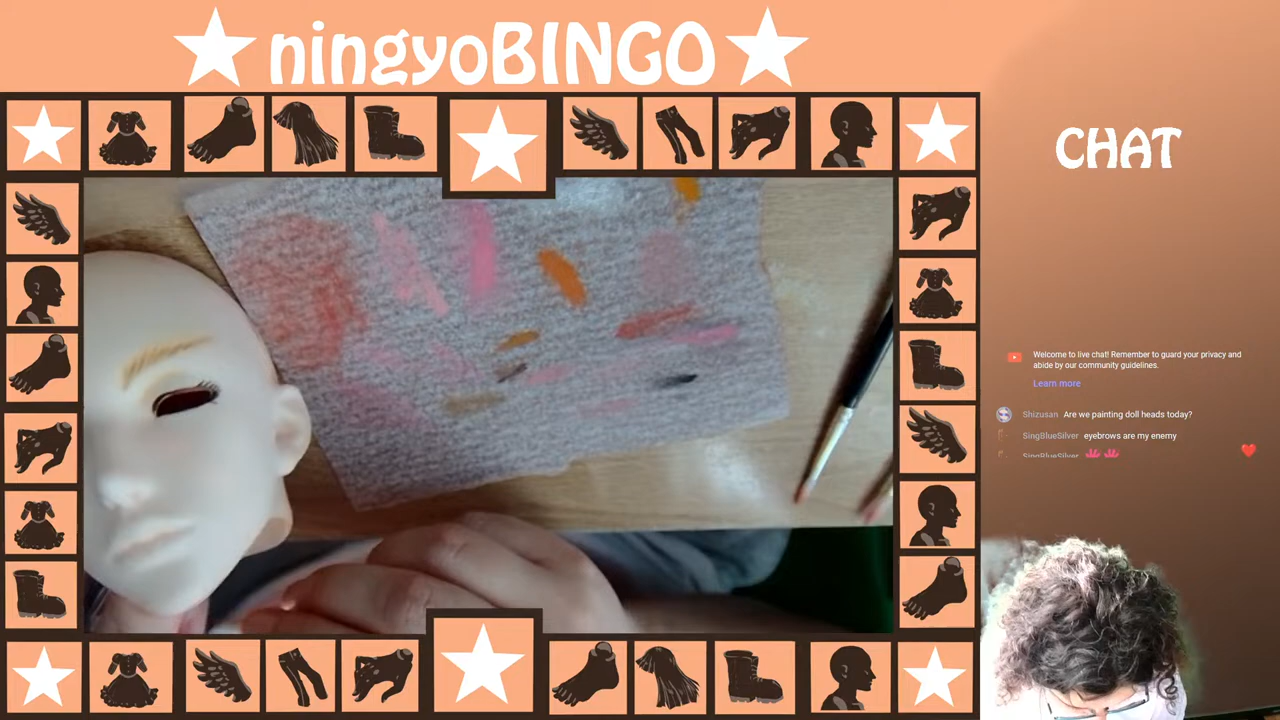 ningyoBINGO
CHAT
Welcome to live chat! Remember to guard your privacy and
abide by our community guidelines.
Learn more
Shizusan Are we painting doll heads today?
SingBlueSilver eyebrows are my enemy
SingBlueSilver